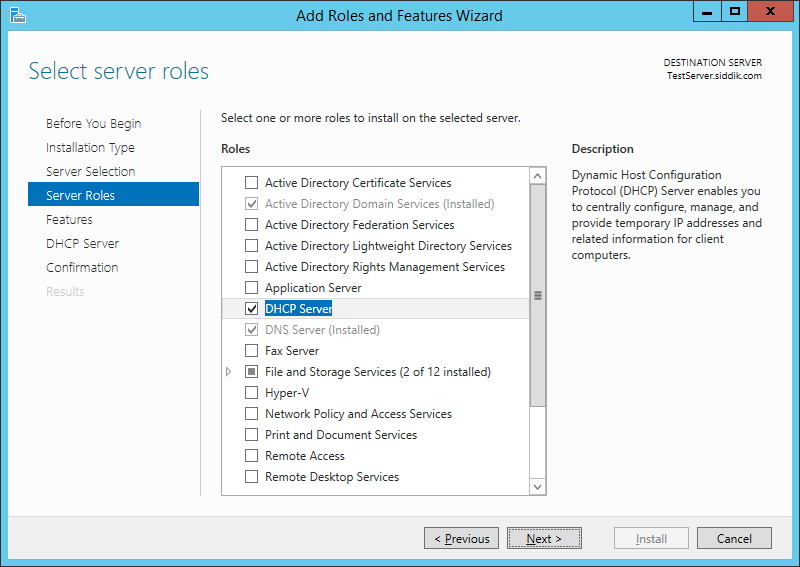 Add Roles and Features Wizard
Select server roles
DESTINATION SERVER
TestServer.siddik.com
Before You Begin
Installation Type
Server Selection
Server Roles
Features
DHCP Server
Confirmation
Results
Select one or more roles to install on the selected server.
Roles
Active Directory Certificate Services
Active Directory Domain Services (Installed)
Active Directory Federation Services
Active Directory Lightweight Directory Services
Active Directory Rights Management Services
Application Server
DHCP Server
DNS Server (Installed)
Fax Server
File and Storage Services (2 of 12 installed)
Hyper-V
Network Policy and Access Services
Print and Document Services
Remote Access
Remote Desktop Services
Description
Dynamic Host Configuration
Protocol (DHCP) Server enables you
to centrally configure, manage, and
provide temporary IP addresses and
related information for client
computers.
< Previous
Next >
Install
Cancel